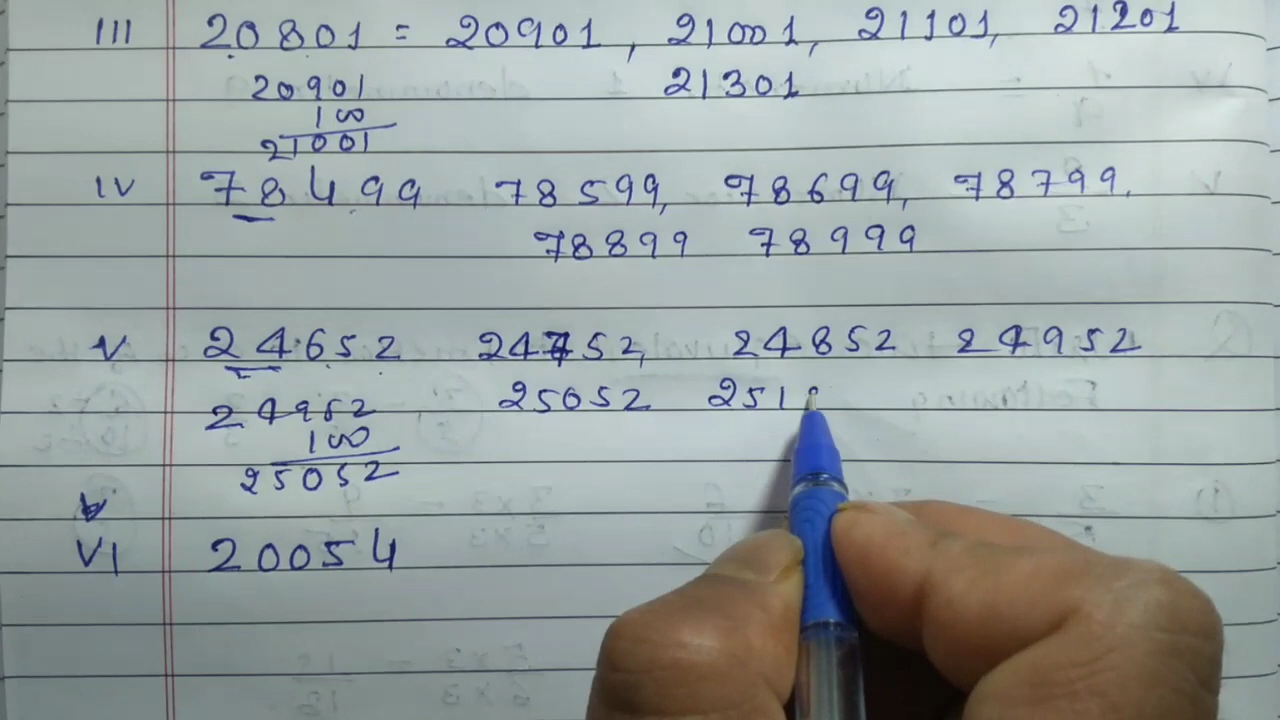 III 20801 = 20901, 21001, 21101, 21201
20901 21301
100
21001
IV 78499 78599, 78699, 78799,
78899 78999
V 24652 24752, 24852 24952
24952 25052 251
100
25052
V
VI 20054